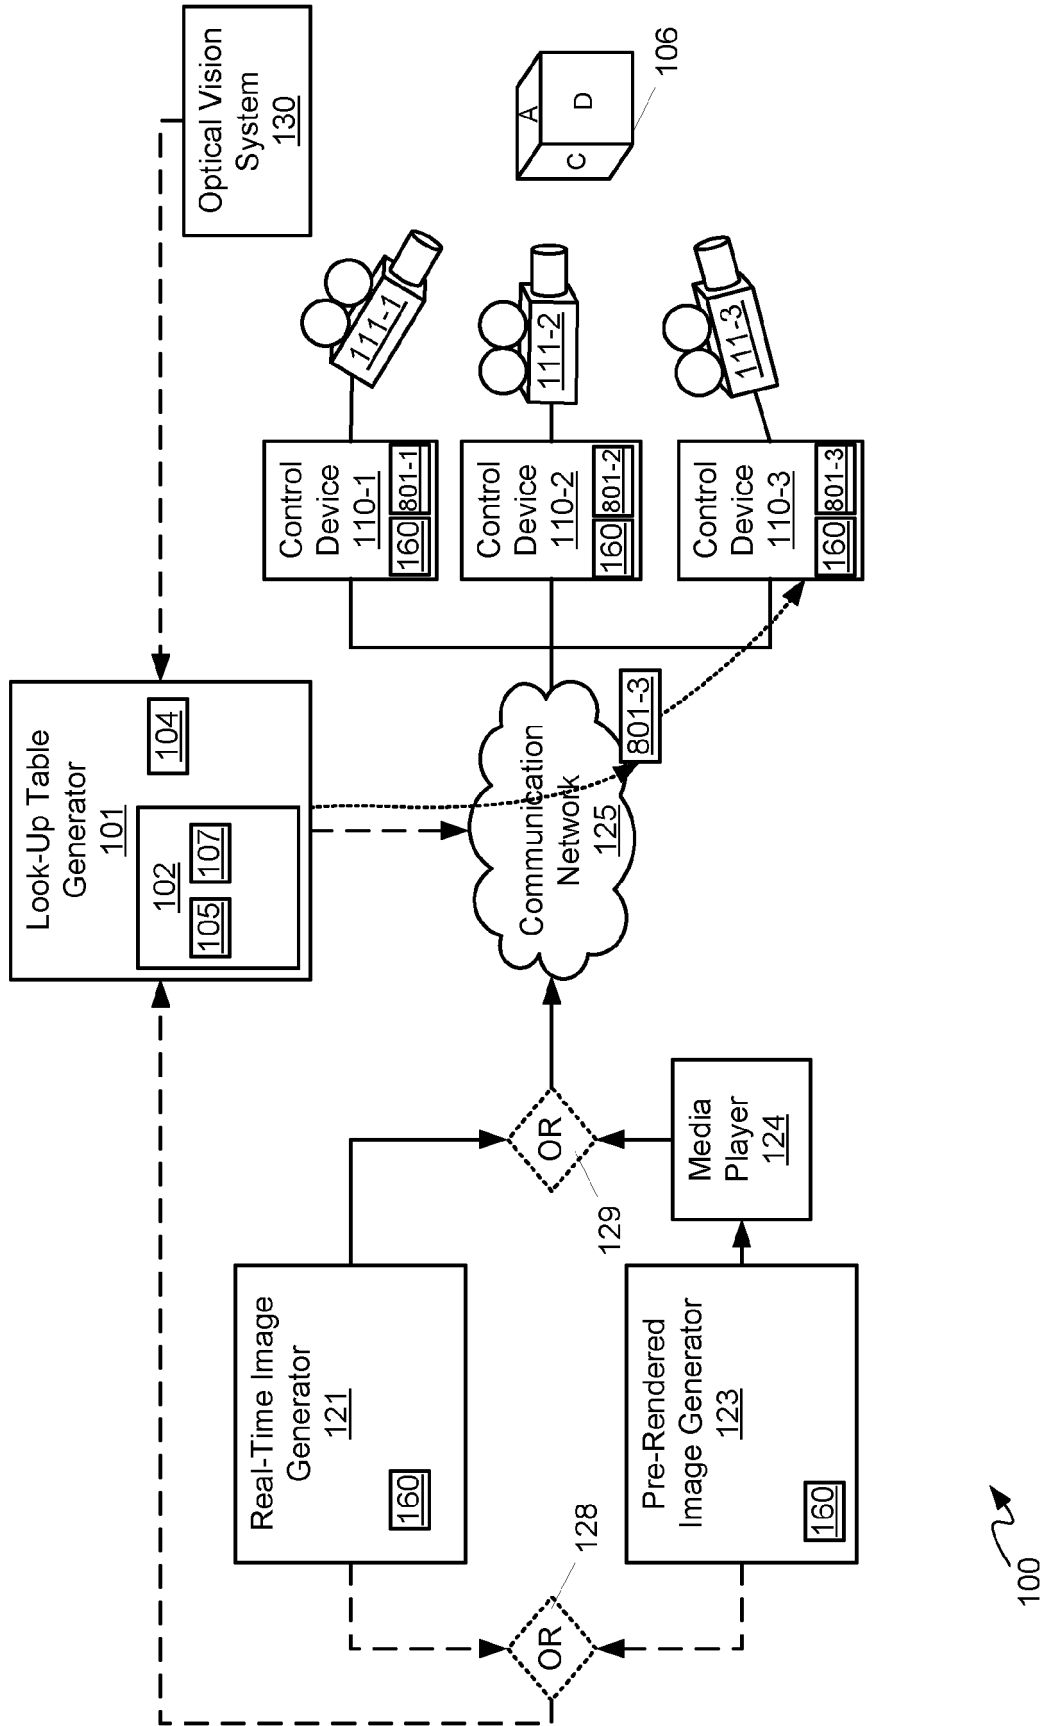 Look-Up Table
Generator
101
102
105
107
104
Optical Vision
System
130
Real-Time Image
Generator
121
160
OR
128
Pre-Rendered
Image Generator
123
160
OR
129
Media
Player
124
Communication
Network
125
801-3
Control
Device
110-1
160
801-1
111-1
Control
Device
110-2
160
801-2
111-2
Control
Device
110-3
160
801-3
111-3
A
C
D
106
100